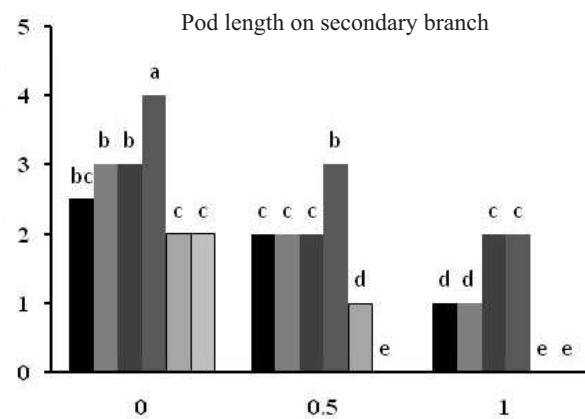 Pod length on secondary branch
5
a
4
b b b
bc
3
c c c c c c c
2
d d d
1
e e e
0
0 0.5 1